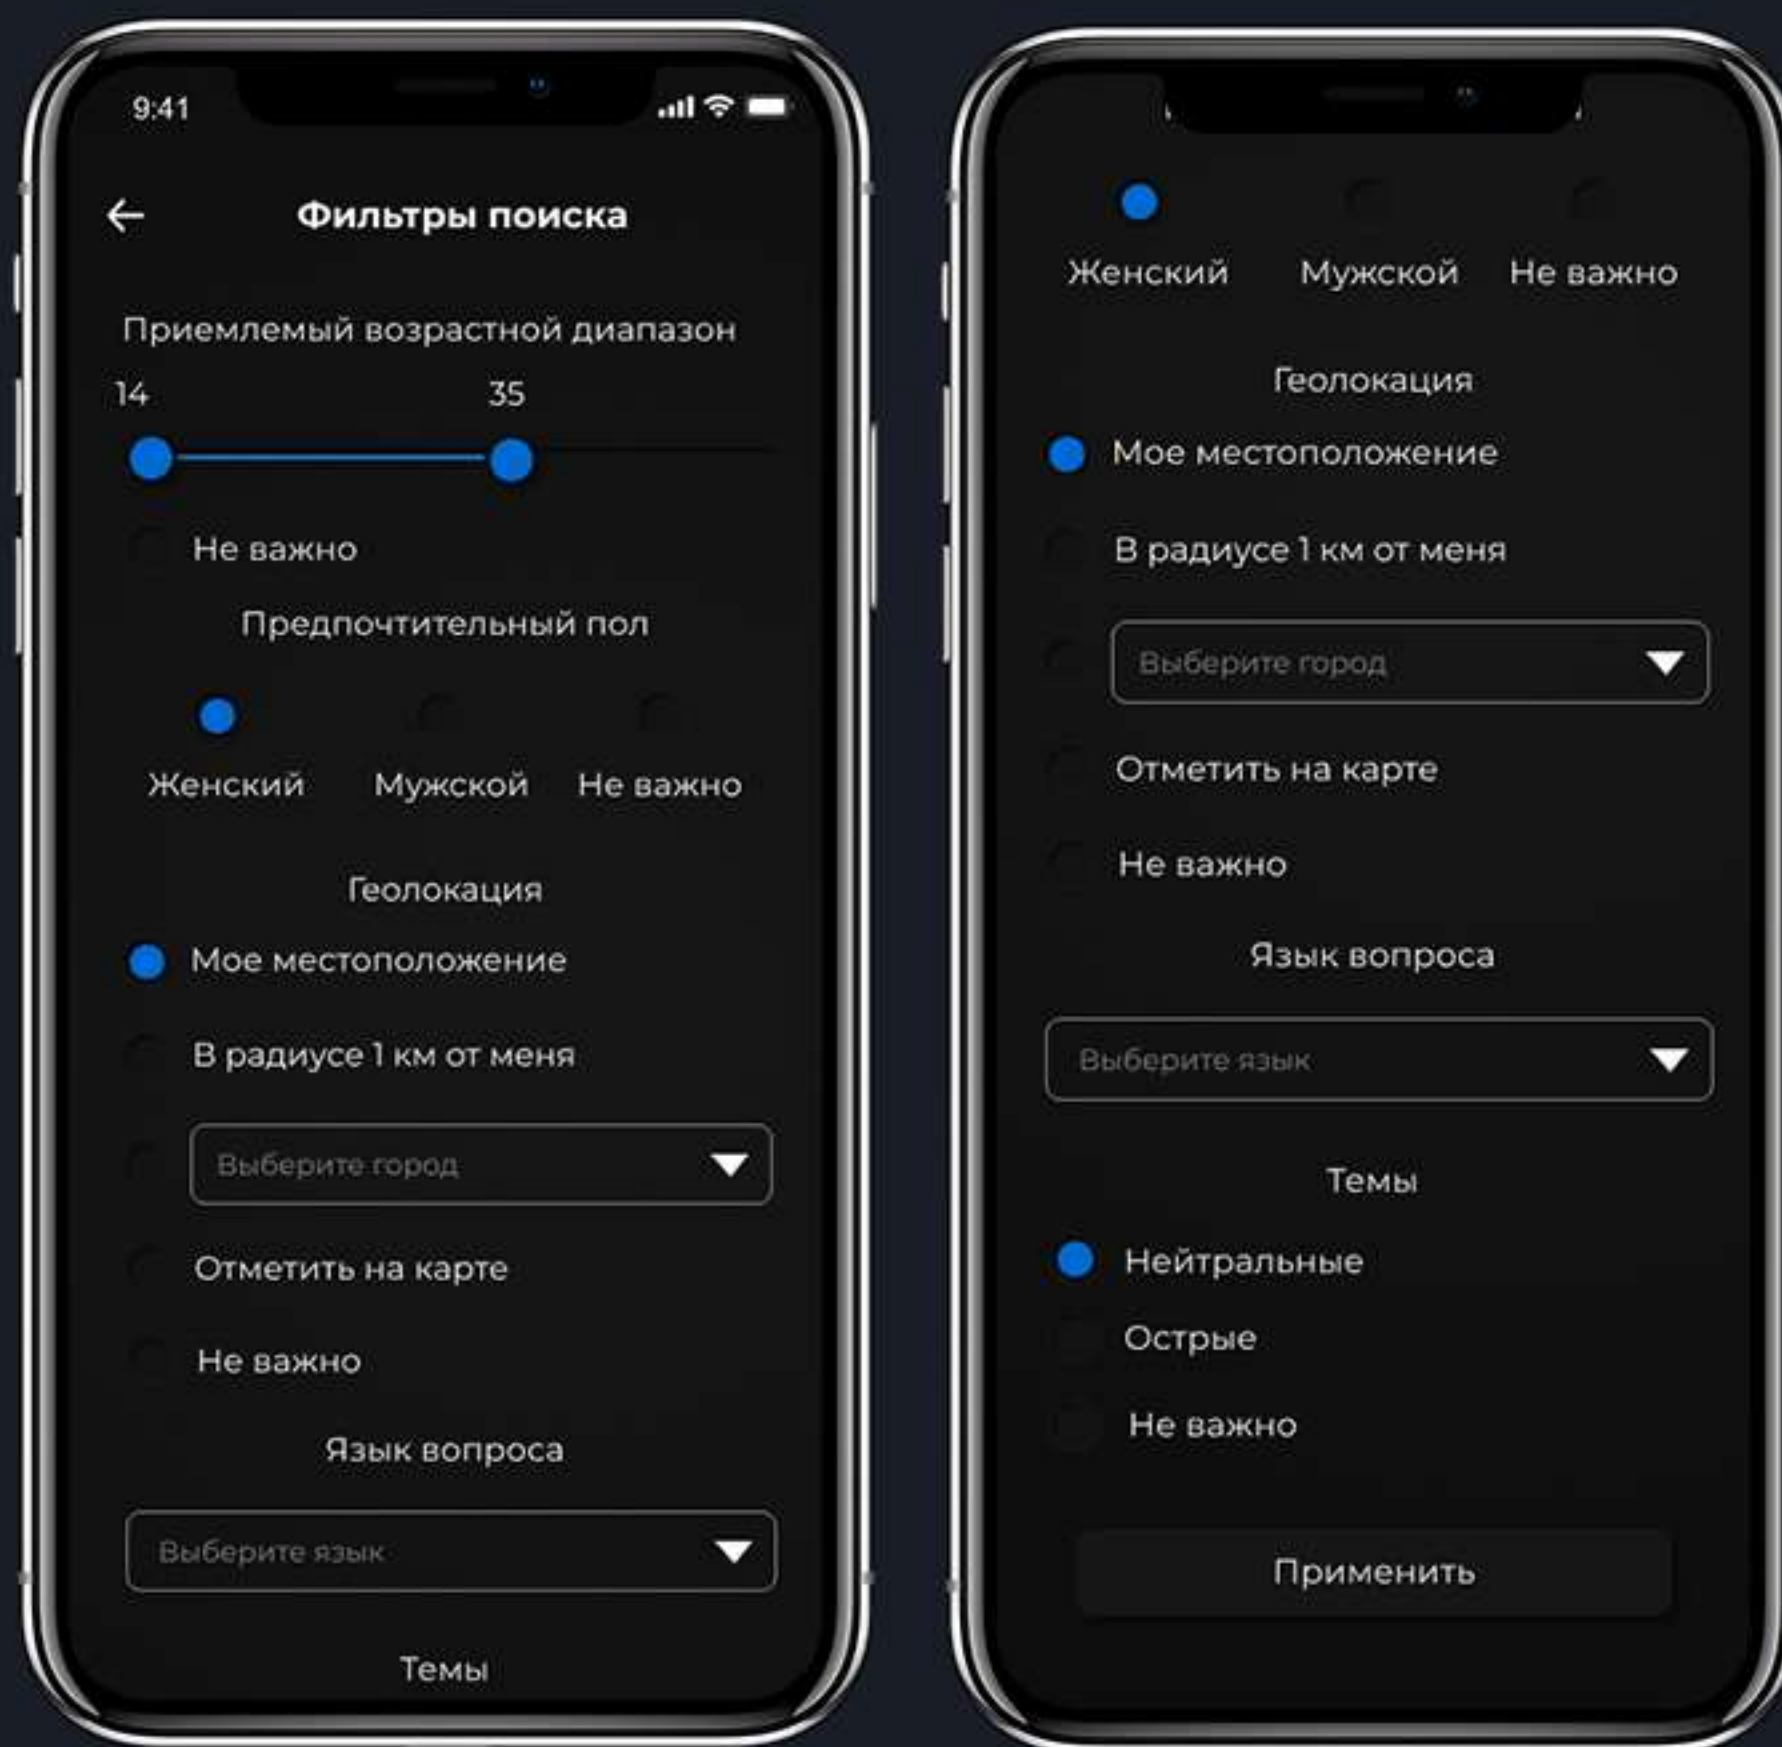 9:41
Фильтры поиска
Приемлемый возрастной диапазон
14 35
Не важно
Предпочтительный пол
Женский Мужской Не важно
Геолокация
Мое местоположение
В радиусе 1 км от меня
Выберите город
Отметить на карте
Не важно
Язык вопроса
Выберите язык
Темы
Женский Мужской Не важно
Геолокация
Мое местоположение
В радиусе 1 км от меня
Выберите город
Отметить на карте
Не важно
Язык вопроса
Выберите язык
Темы
Нейтральные
Острые
Не важно
Применить